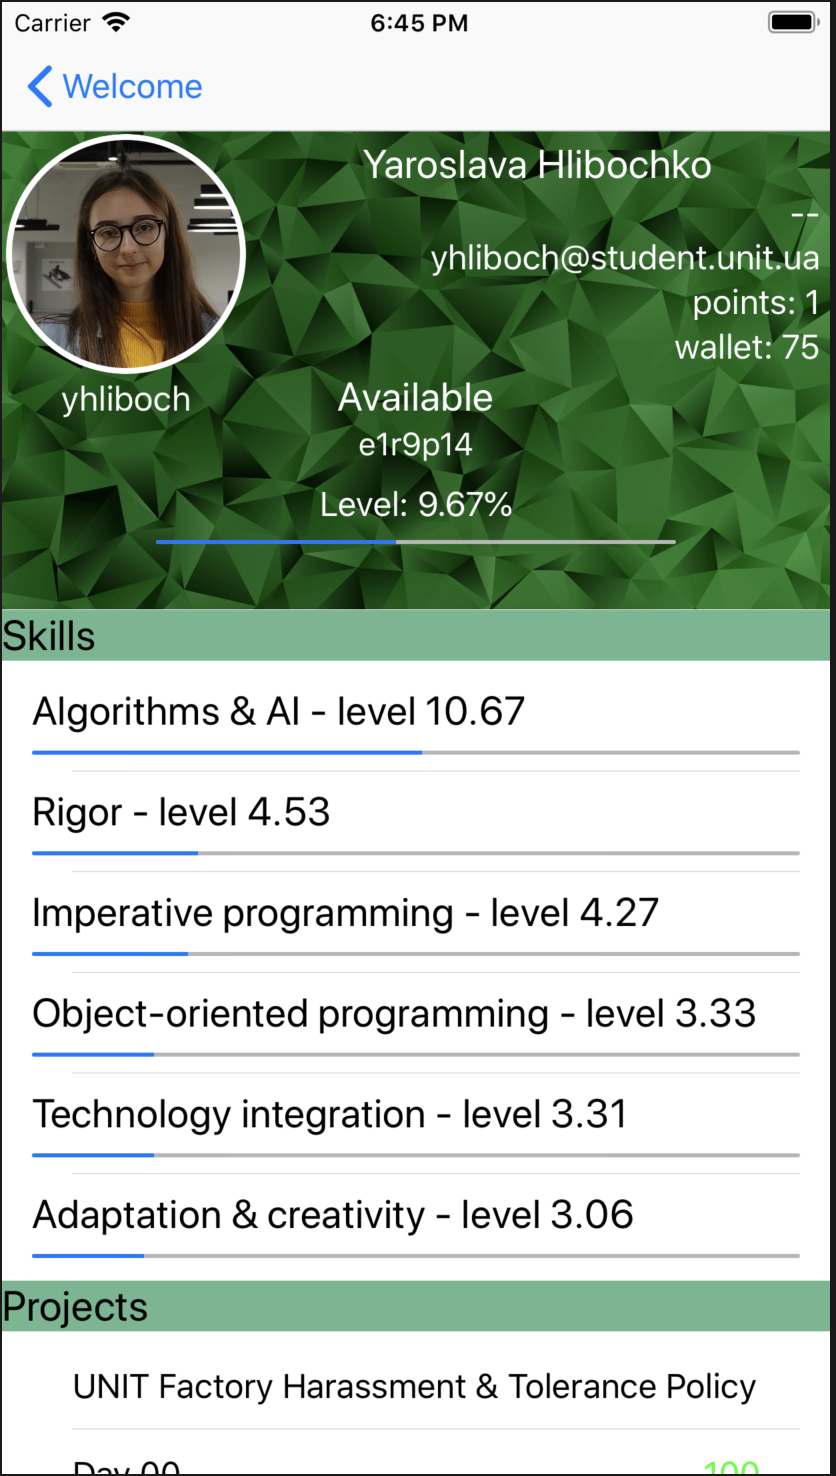 Carrier 6:45 PM
Welcome
Yaroslava Hlibochko
--
yhliboch@student.unit.ua
points: 1
wallet: 75
yhliboch
Available
e1r9p14
Level: 9.67%
Skills
Algorithms & AI - level 10.67
Rigor - level 4.53
Imperative programming - level 4.27
Object-oriented programming - level 3.33
Technology integration - level 3.31
Adaptation & creativity - level 3.06
Projects
UNIT Factory Harassment & Tolerance Policy
Day 00 100